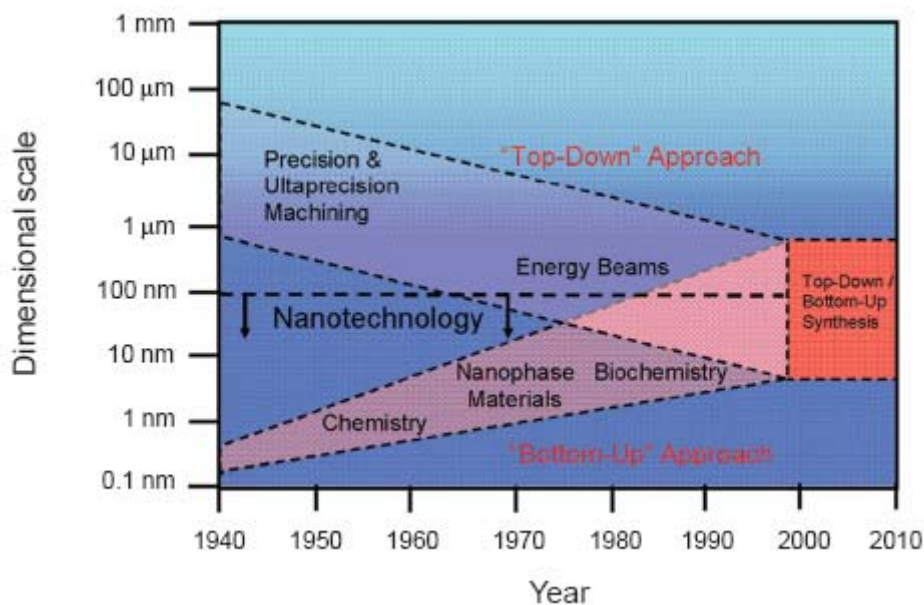 1 mm
100 μm
10 μm
1 μm
100 nm
10 nm
1 nm
0.1 nm
Dimensional scale
"Top-Down" Approach
Precision &
Ultaprecision
Machining
Energy Beams
Nanotechnology
Top-Down /
Bottom-Up
Synthesis
Nanophase
Materials
Biochemistry
Chemistry
"Bottom-Up" Approach
1940
1950
1960
1970
1980
1990
2000
2010
Year